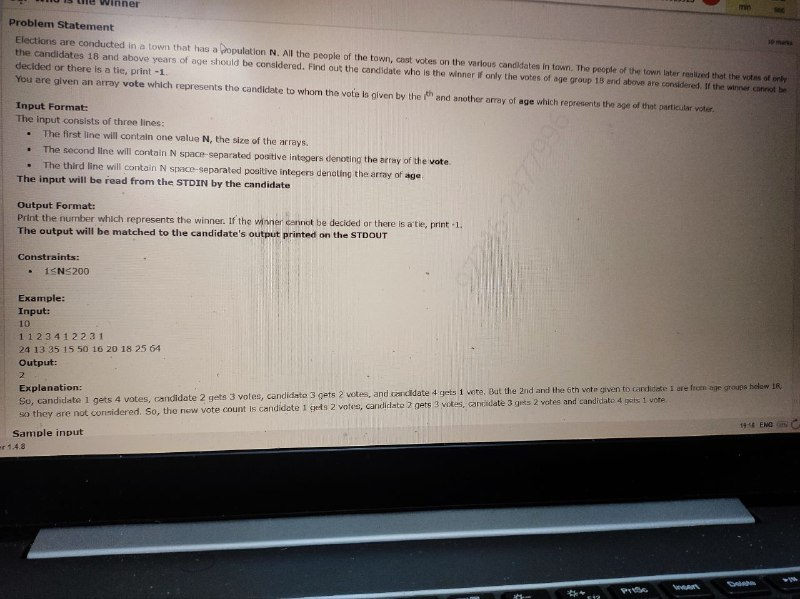 Who is the Winner
min
sec
Problem Statement
10 marks
Elections are conducted in a town that has a population N. All the people of the town, cast votes on the various candidates in town. The people of the town later realized that the votes of only
the candidates 18 and above years of age should be considered. Find out the candidate who is the winner if only the votes of age group 18 and above are considered. If the winner cannot be
decided or there is a tie, print -1.
You are given an array vote which represents the candidate to whom the vote is given by the ith and another array of age which represents the age of that particular voter.
Input Format:
The input consists of three lines:
• The first line will contain one value N, the size of the arrays.
• The second line will contain N space-separated positive integers denoting the array of the vote.
• The third line will contain N space-separated positive integers denoting the array of age.
The input will be read from the STDIN by the candidate
Output Format:
Print the number which represents the winner. If the winner cannot be decided or there is a tie, print -1.
The output will be matched to the candidate's output printed on the STDOUT
Constraints:
• 1≤N≤200
Example:
Input:
10
1 1 2 3 4 1 2 2 3 1
24 13 35 15 50 16 20 18 25 64
Output:
2
Explanation:
So, candidate 1 gets 4 votes, candidate 2 gets 3 votes, candidate 3 gets 2 votes, and candidate 4 gets 1 vote. But the 2nd and the 6th vote given to candidate 1 are from age groups below 18,
so they are not considered. So, the new vote count is candidate 1 gets 2 votes, candidate 2 gets 3 votes, candidate 3 gets 2 votes and candidate 4 gets 1 vote.
Sample input
er 1.4.8
19:18 ENG
PrtSc
Insert
Delete
F12